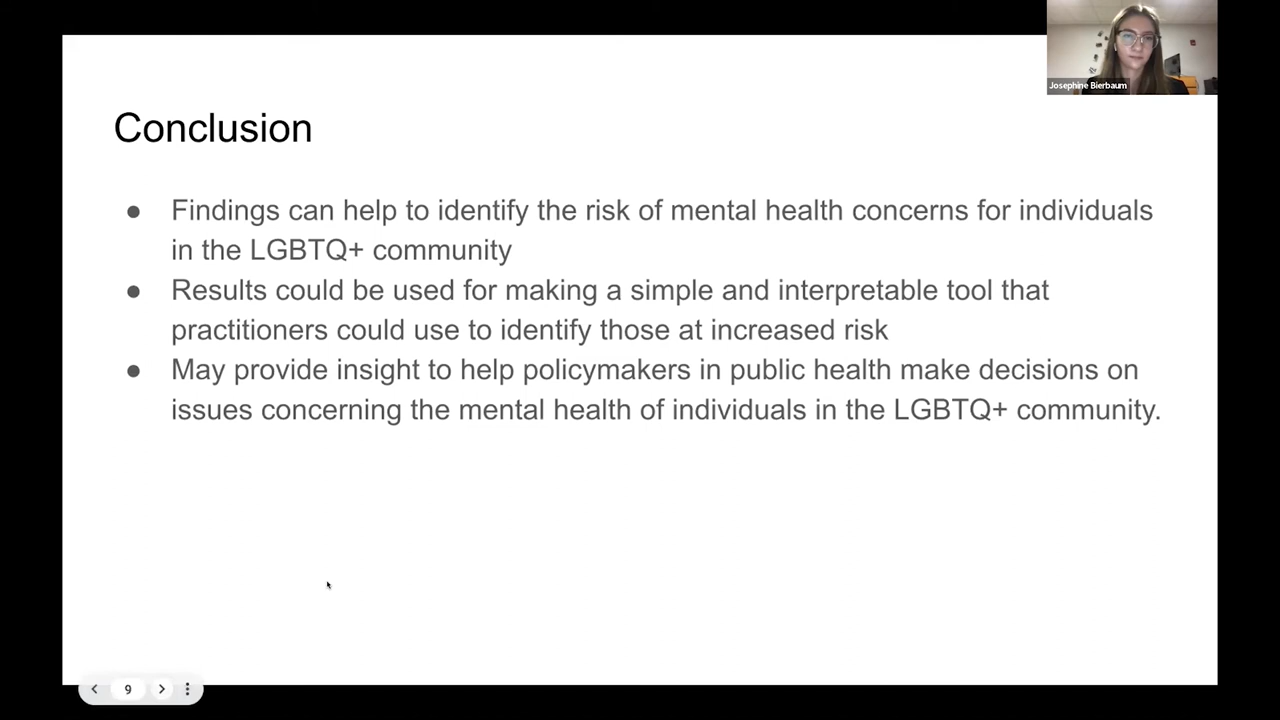 Josephine Bierbaum
Conclusion
● Findings can help to identify the risk of mental health concerns for individuals
in the LGBTQ+ community
● Results could be used for making a simple and interpretable tool that
practitioners could use to identify those at increased risk
● May provide insight to help policymakers in public health make decisions on
issues concerning the mental health of individuals in the LGBTQ+ community.
9